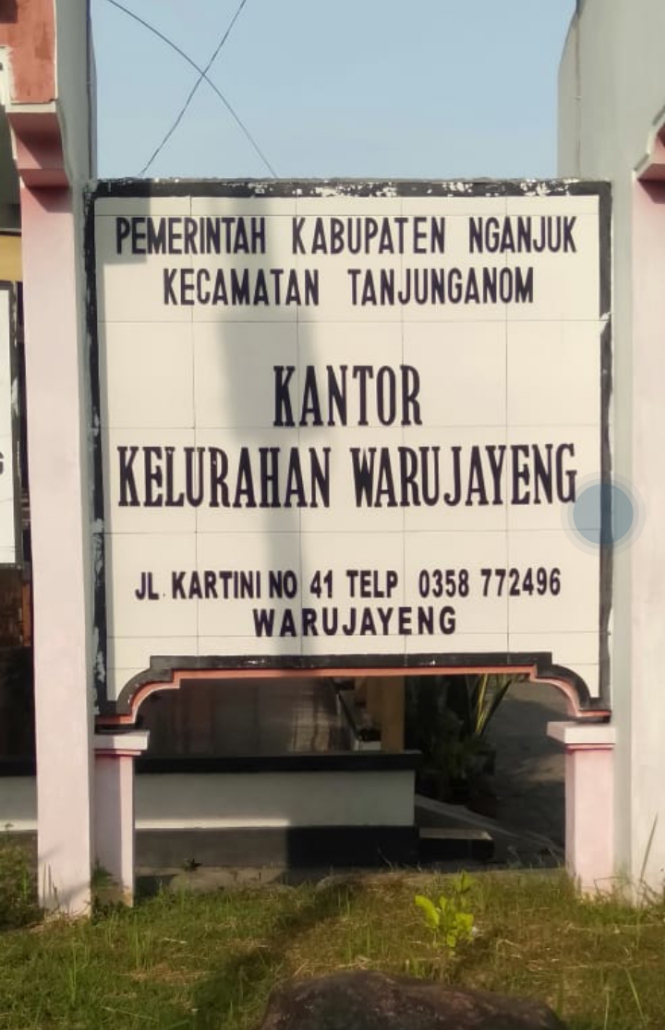 PEMERINTAH KABUPATEN NGANJUK
KECAMATAN TANJUNGANOM
KANTOR
KELURAHAN WARUJAYENG
JL. KARTINI NO 41 TELP 0358 772496
WARUJAYENG